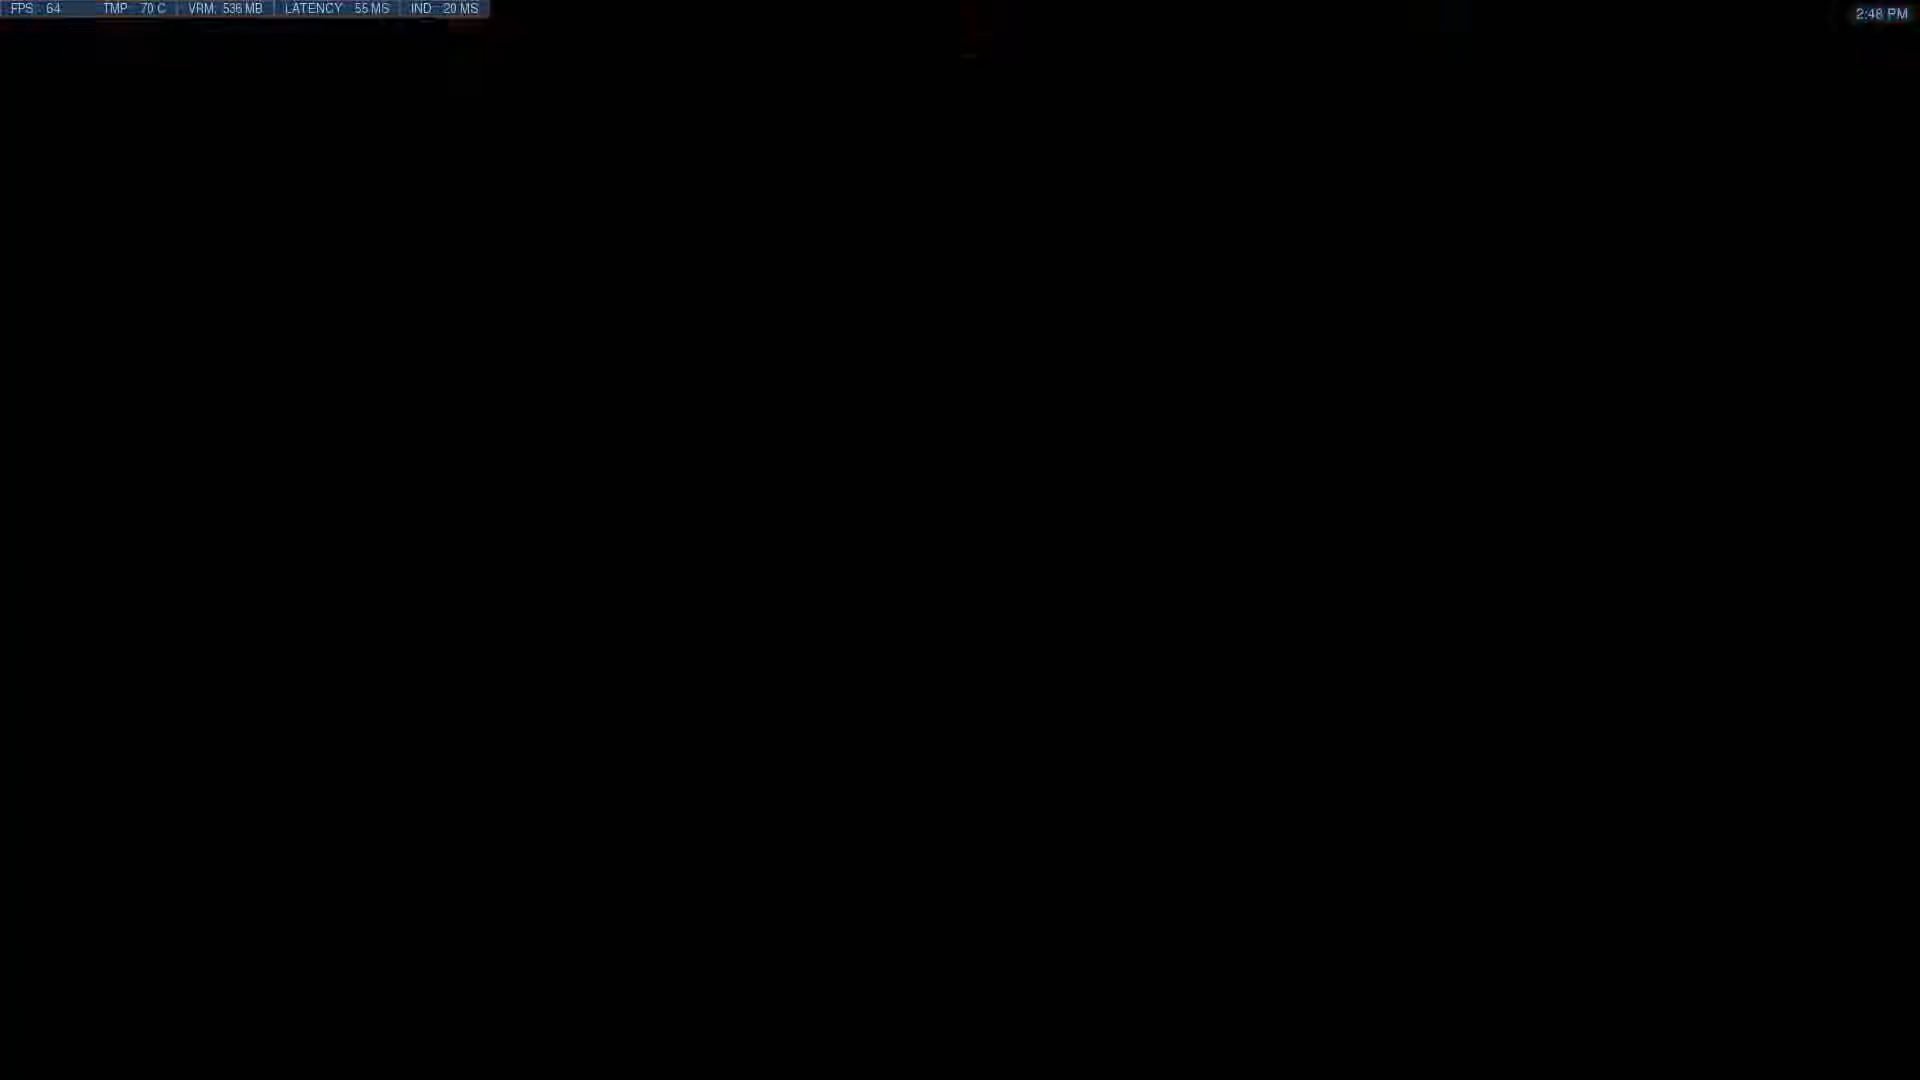 FPS: 64 TMP 70 C | VRM: 536 MB | LATENCY 55 MS | IND 20 MS
2:48 PM